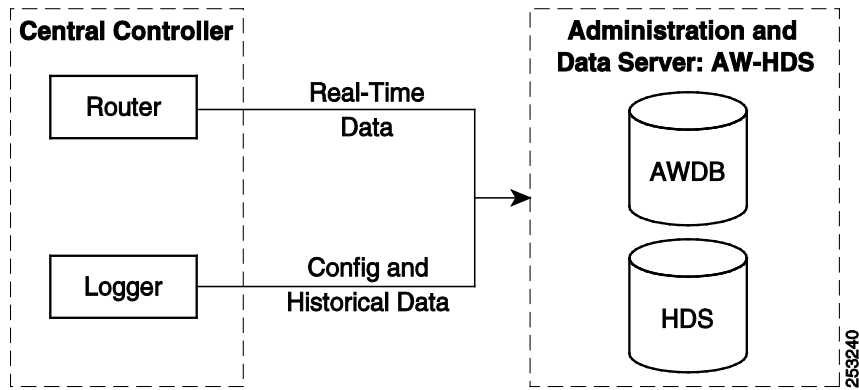 Central Controller
Administration and
Data Server: AW-HDS
Router
Real-Time
Data
AWDB
Logger
Config and
Historical Data
HDS
253240